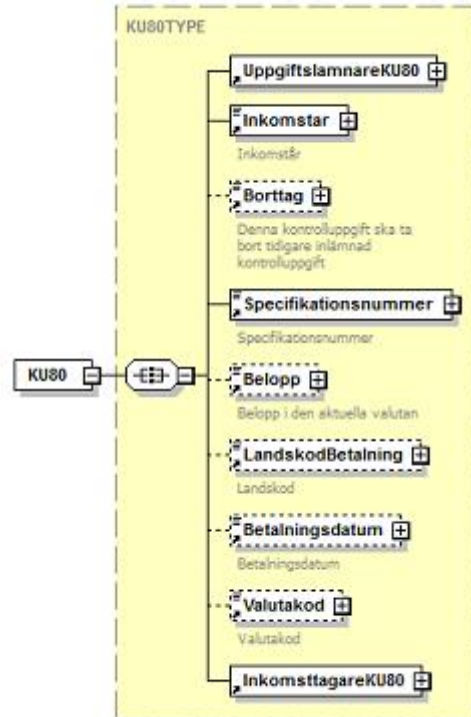 KU80TYPE
UppgiftslamnareKU80
Inkomstar
Inkomstår
Borttag
Denna kontrolluppgift ska ta
bort tidigare inlämnad
kontrolluppgift
Specifikationsnummer
Specifikationsnummer
KU80
Belopp
Belopp i den aktuella valutan
LandskodBetalning
Landskod
Betalningsdatum
Betalningsdatum
Valutakod
Valutakod
InkomsttagareKU80